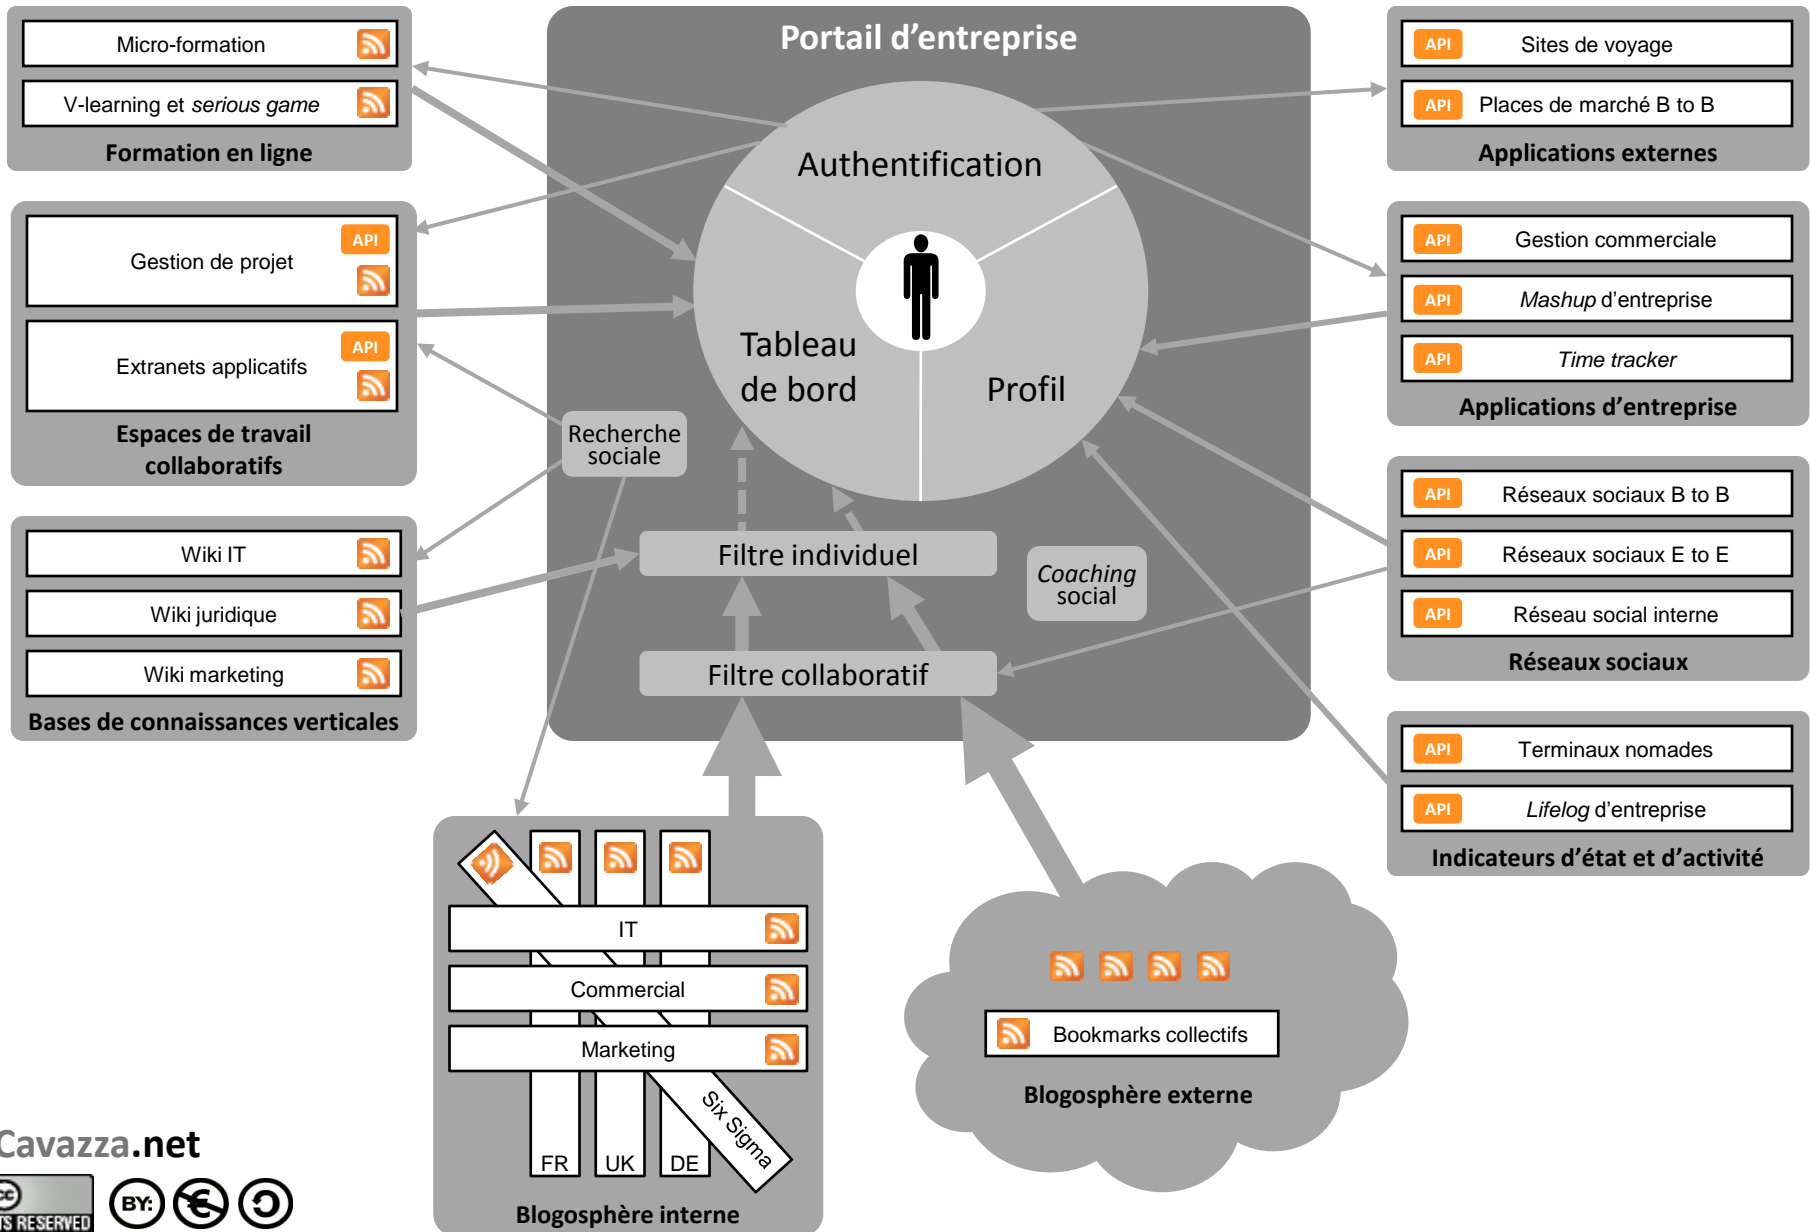 Portail d’entreprise
Micro-formation
V-learning et serious game
Formation en ligne
API
Gestion de projet
API
Extranets applicatifs
Espaces de travail
collaboratifs
Wiki IT
Wiki juridique
Wiki marketing
Bases de connaissances verticales
Authentification
Tableau
de bord
Profil
Recherche
sociale
Filtre individuel
Coaching
social
Filtre collaboratif
API Sites de voyage
API Places de marché B to B
Applications externes
API Gestion commerciale
API Mashup d’entreprise
API Time tracker
Applications d’entreprise
API Réseaux sociaux B to B
API Réseaux sociaux E to E
API Réseau social interne
Réseaux sociaux
API Terminaux nomades
API Lifelog d’entreprise
Indicateurs d’état et d’activité
IT
Commercial
Marketing
Six Sigma
FR UK DE
Blogosphère interne
Bookmarks collectifs
Blogosphère externe
Cavazza.net
cc
BY:
TS RESERVED